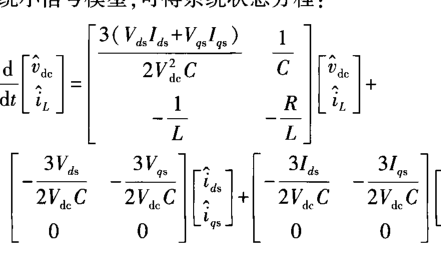 统小信号模型,可得系统状态方程:
\frac{d}{dt}\begin{bmatrix} \hat{v}_{dc} \\ \hat{i}_{L} \end{bmatrix} = \begin{bmatrix} \frac{3(V_{ds}I_{ds}+V_{qs}I_{qs})}{2V_{dc}^{2}C} & \frac{1}{C} \\ -\frac{1}{L} & -\frac{R}{L} \end{bmatrix} \begin{bmatrix} \hat{v}_{dc} \\ \hat{i}_{L} \end{bmatrix} +
\begin{bmatrix} -\frac{3V_{ds}}{2V_{dc}C} & -\frac{3V_{qs}}{2V_{dc}C} \\ 0 & 0 \end{bmatrix} \begin{bmatrix} \hat{i}_{ds} \\ \hat{i}_{qs} \end{bmatrix} + \begin{bmatrix} -\frac{3I_{ds}}{2V_{dc}C} & -\frac{3I_{qs}}{2V_{dc}C} \\ 0 & 0 \end{bmatrix} [